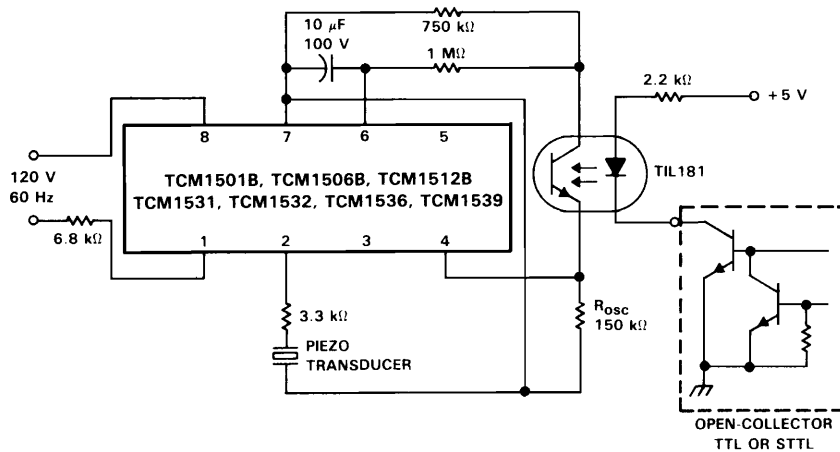 750 kΩ
10 μF
100 V
1 MΩ
2.2 kΩ
+5 V
8 7 6 5
120 V
60 Hz
TCM1501B, TCM1506B, TCM1512B
TCM1531, TCM1532, TCM1536, TCM1539
TIL181
6.8 kΩ
1 2 3 4
3.3 kΩ
Rosc
150 kΩ
PIEZO
TRANSDUCER
OPEN-COLLECTOR
TTL OR STTL